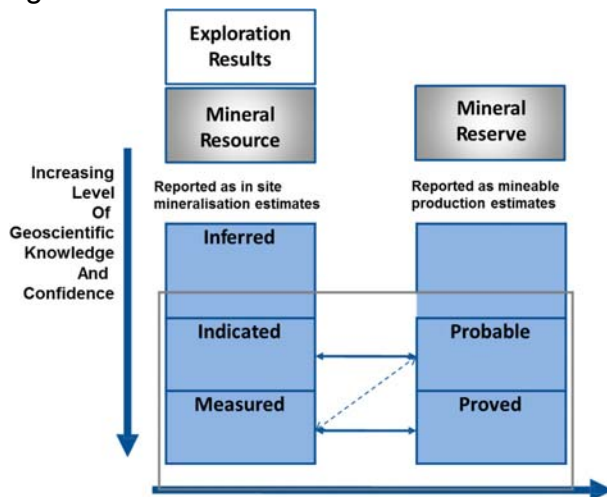 Exploration
Results
Mineral
Resource
Mineral
Reserve
Increasing
Level
Of
Geoscientific
Knowledge
And
Confidence
Reported as in site
mineralisation estimates
Reported as mineable
production estimates
Inferred
Indicated
Probable
Measured
Proved